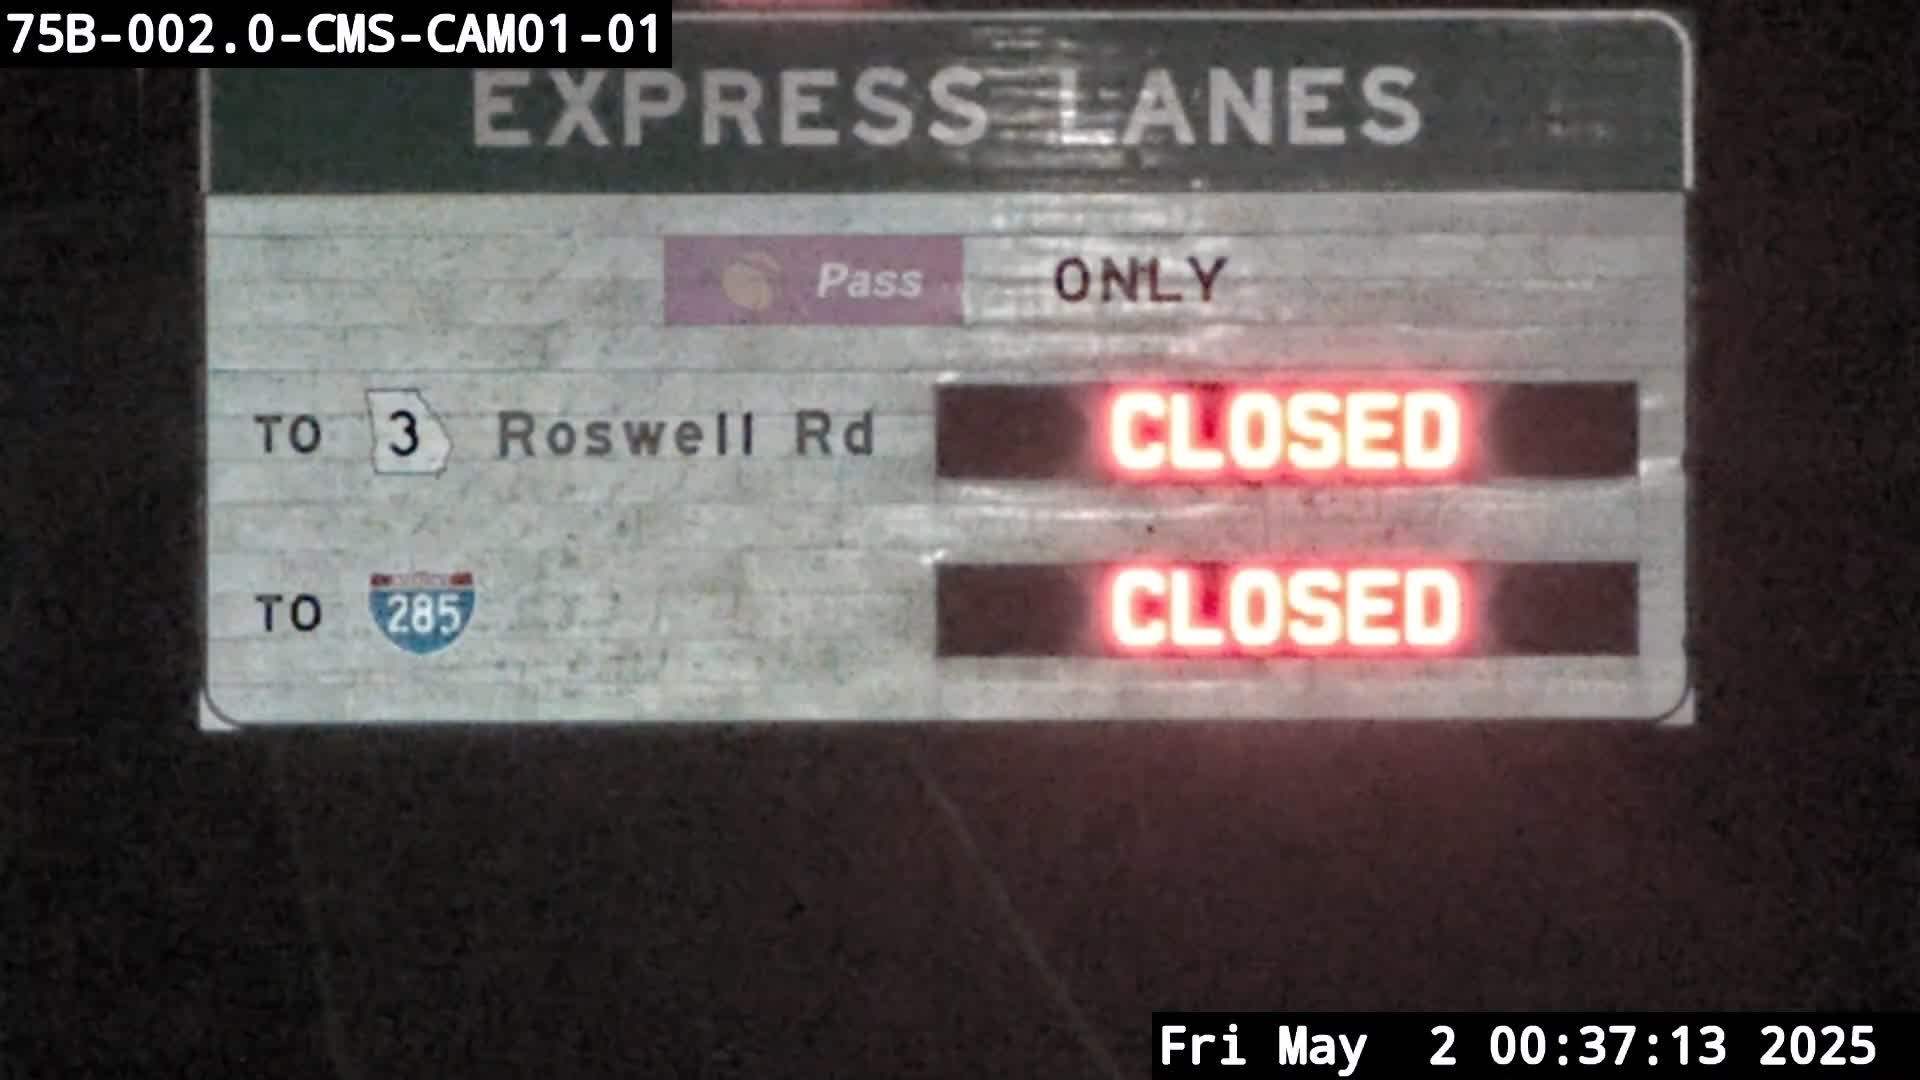 75B-002.0-CMS-CAM01-01
EXPRESS LANES
Pass ONLY
TO 3 Roswell Rd CLOSED
TO 285 CLOSED
Fri May 2 00:37:13 2025